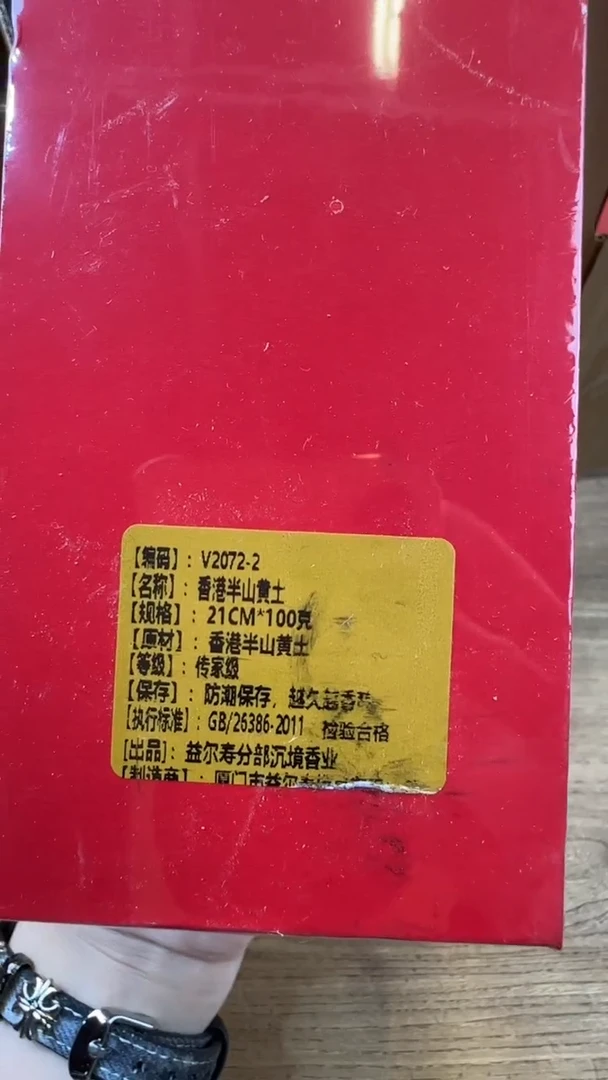 【编码】：V2072-2
【名称】：香港半山黄土
【规格】：21CM*100克
【原材】：香港半山黄土
【等级】：传家级
【保存】：防潮保存，越久越香
【执行标准】：GB/26386-2011 检验合格
【出品】：益尔寿分部沉境香业
【制造商】：厦门市益尔寿